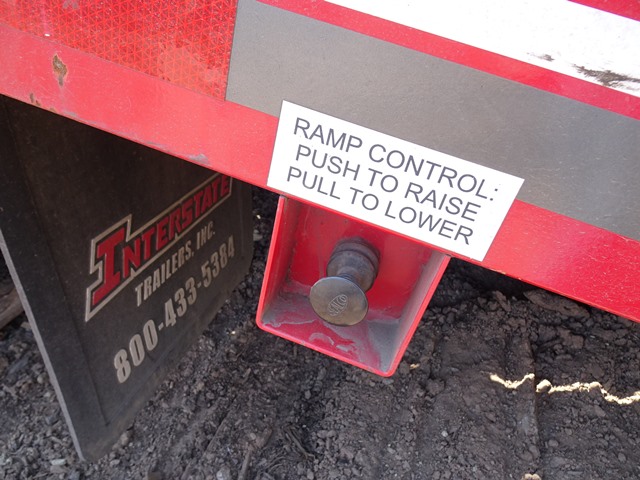 RAMP CONTROL:
PUSH TO RAISE
PULL TO LOWER
INTERSTATE
TRAILERS, INC.
800-433-5384